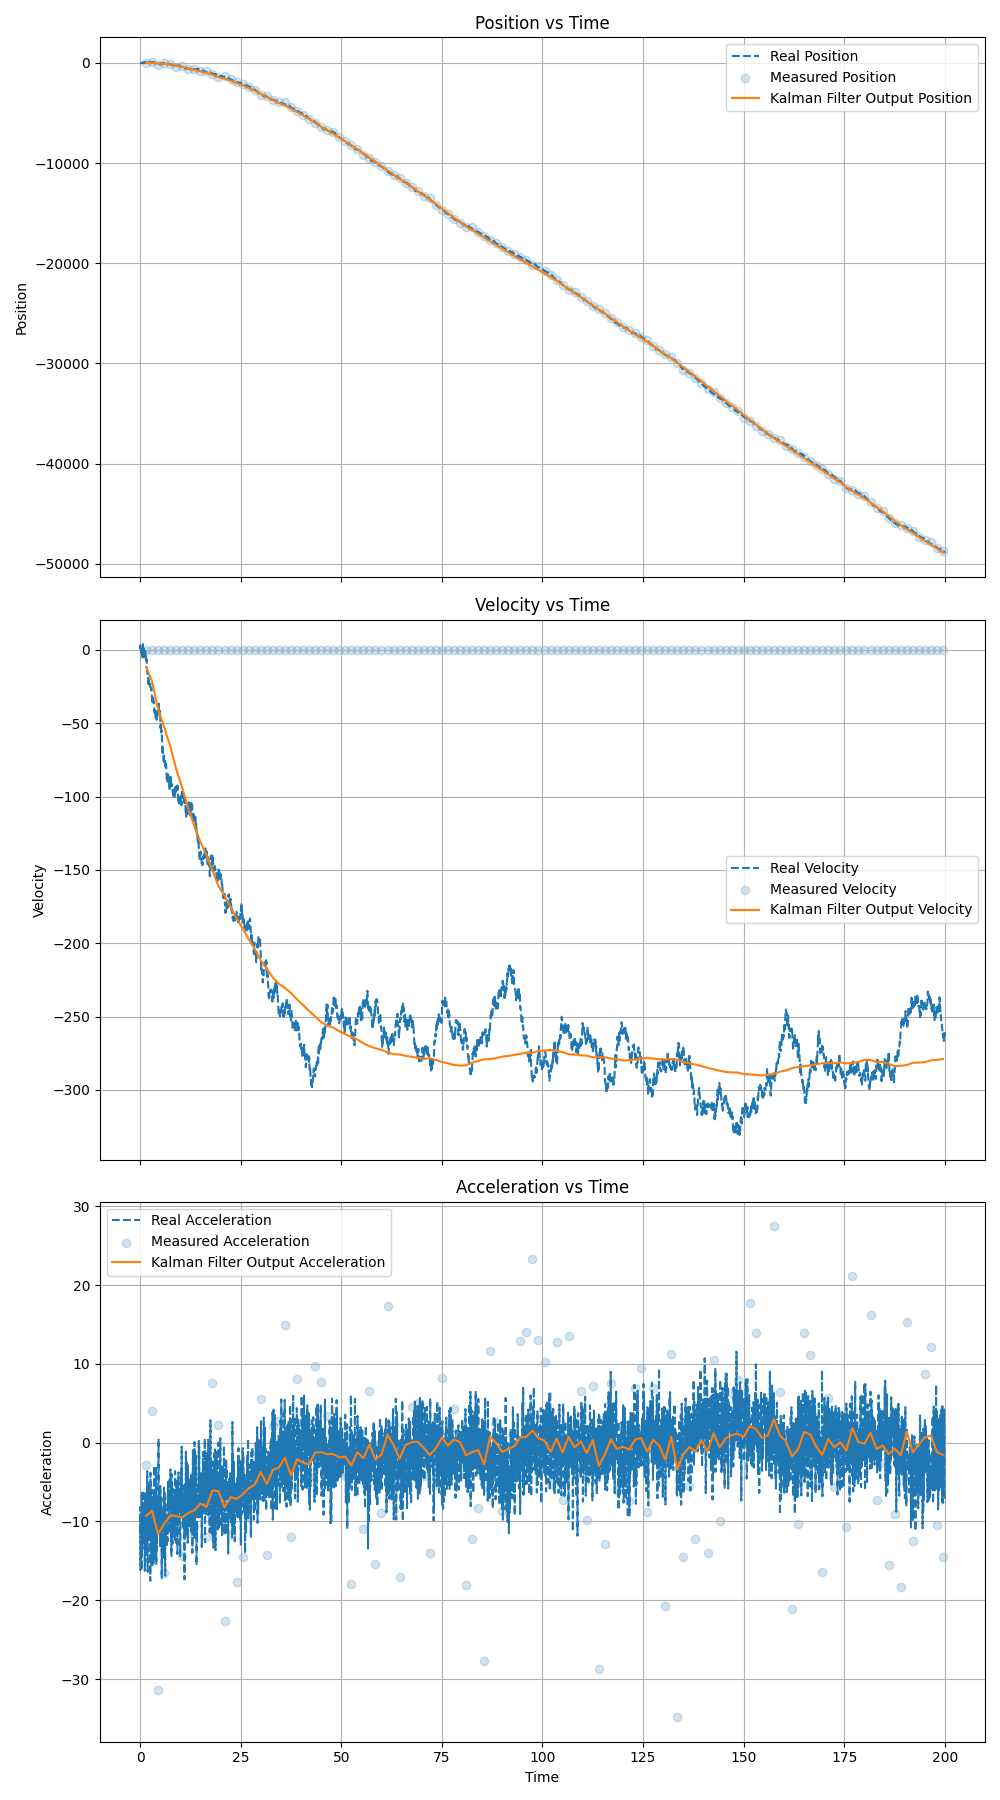 Position vs Time
Real Position
Measured Position
Kalman Filter Output Position
0
−10000
−20000
−30000
−40000
−50000
Position
Velocity vs Time
0
−50
−100
−150
−200
−250
−300
Velocity
Real Velocity
Measured Velocity
Kalman Filter Output Velocity
Acceleration vs Time
Real Acceleration
Measured Acceleration
Kalman Filter Output Acceleration
30
20
10
0
−10
−20
−30
Acceleration
0 25 50 75 100 125 150 175 200
Time